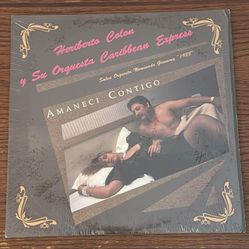 Heriberto Colon
y Su Orquesta Caribbean Express
Salsa Orquesta Nominada Grammy "1988"
AMANECI CONTIGO